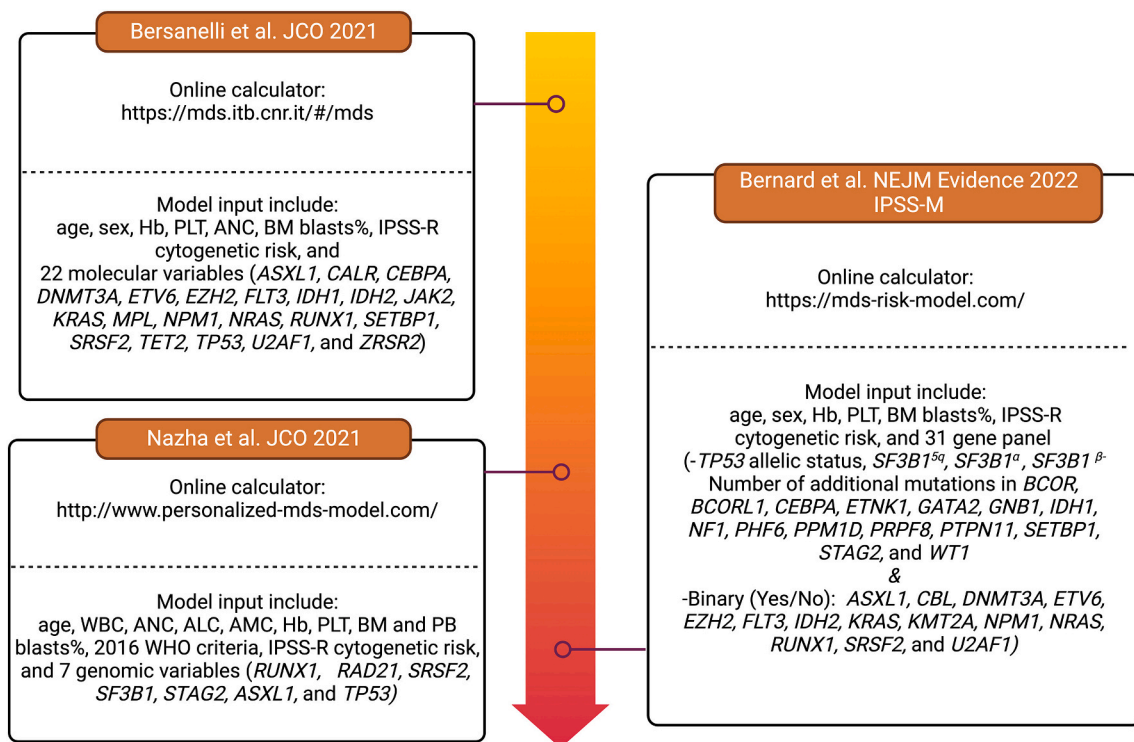 Bersanelli et al. JCO 2021
Online calculator:
https://mds.itb.cnr.it/#/mds
Model input include:
age, sex, Hb, PLT, ANC, BM blasts%, IPSS-R
cytogenetic risk, and
22 molecular variables (ASXL1, CALR, CEBPA,
DNMT3A, ETV6, EZH2, FLT3, IDH1, IDH2, JAK2,
KRAS, MPL, NPM1, NRAS, RUNX1, SETBP1,
SRSF2, TET2, TP53, U2AF1, and ZRSR2)
Nazha et al. JCO 2021
Online calculator:
http://www.personalized-mds-model.com/
Model input include:
age, WBC, ANC, ALC, AMC, Hb, PLT, BM and PB
blasts%, 2016 WHO criteria, IPSS-R cytogenetic risk,
and 7 genomic variables (RUNX1, RAD21, SRSF2,
SF3B1, STAG2, ASXL1, and TP53)
Bernard et al. NEJM Evidence 2022
IPSS-M
Online calculator:
https://mds-risk-model.com/
Model input include:
age, sex, Hb, PLT, BM blasts%, IPSS-R
cytogenetic risk, and 31 gene panel
(-TP53 allelic status, SF3B1⁵q, SF3B1ᵅ, SF3B1 ᵝ-
Number of additional mutations in BCOR,
BCORL1, CEBPA, ETNK1, GATA2, GNB1, IDH1,
NF1, PHF6, PPM1D, PRPF8, PTPN11, SETBP1,
STAG2, and WT1
&
-Binary (Yes/No): ASXL1, CBL, DNMT3A, ETV6,
EZH2, FLT3, IDH2, KRAS, KMT2A, NPM1, NRAS,
RUNX1, SRSF2, and U2AF1)